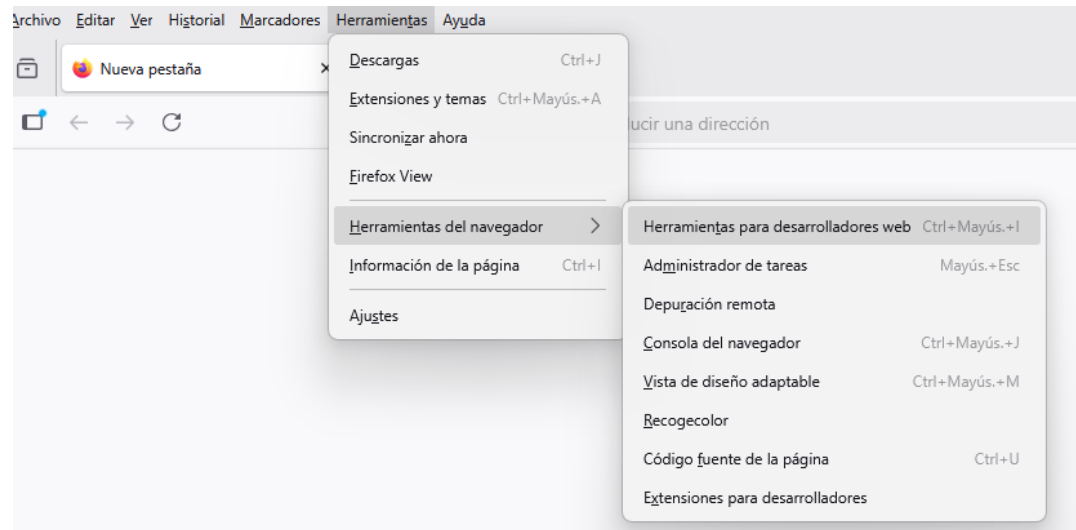 Archivo Editar Ver Historial Marcadores Herramientas Ayuda
Nueva pestaña
Descargas Ctrl+J
Extensiones y temas Ctrl+Mayús.+A
Sincronizar ahora
Firefox View
Herramientas del navegador
Información de la página Ctrl+I
Ajustes
ucir una dirección
Herramientas para desarrolladores web Ctrl+Mayús.+I
Administrador de tareas Mayús.+Esc
Depuración remota
Consola del navegador Ctrl+Mayús.+J
Vista de diseño adaptable Ctrl+Mayús.+M
Recogecolor
Código fuente de la página Ctrl+U
Extensiones para desarrolladores